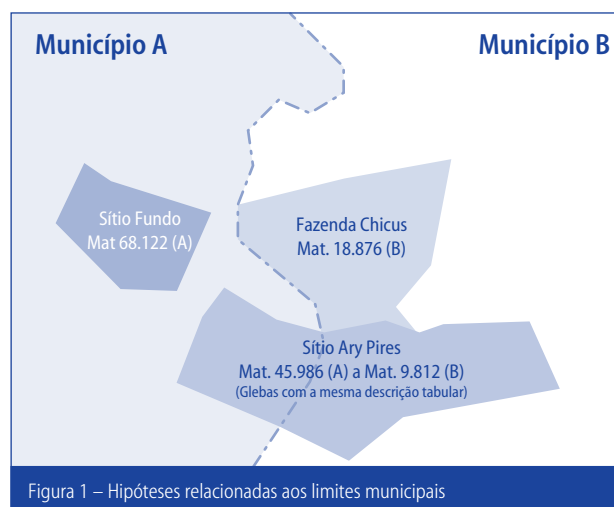 Município A
Município B
Sítio Fundo
Mat 68.122 (A)
Fazenda Chicus
Mat. 18.876 (B)
Sítio Ary Pires
Mat. 45.986 (A) a Mat. 9.812 (B)
(Glebas com a mesma descrição tabular)
Figura 1 – Hipóteses relacionadas aos limites municipais